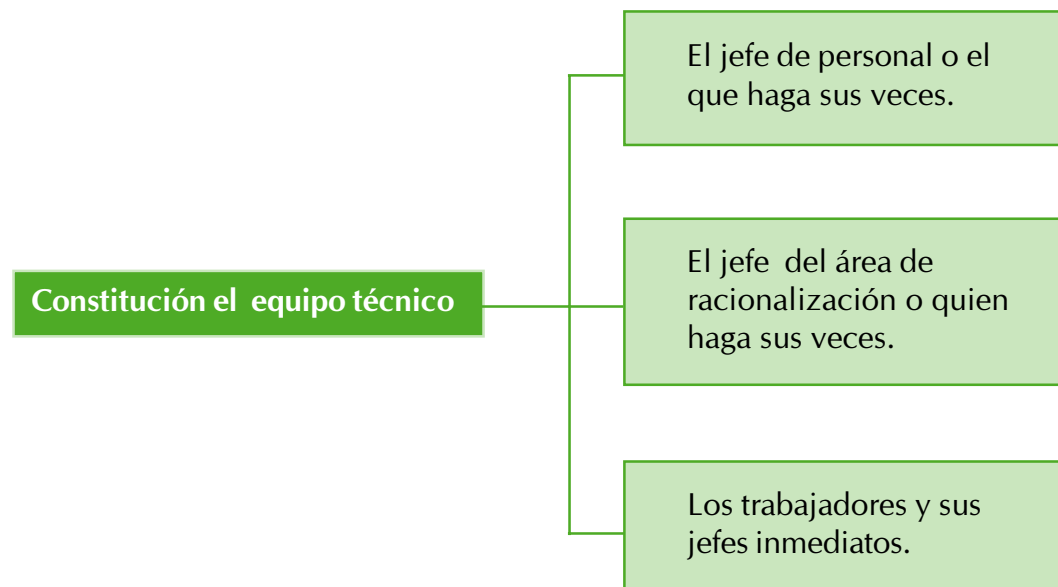 El jefe de personal o el
que haga sus veces.
El jefe del área de
racionalización o quien
haga sus veces.
Constitución el equipo técnico
Los trabajadores y sus
jefes inmediatos.